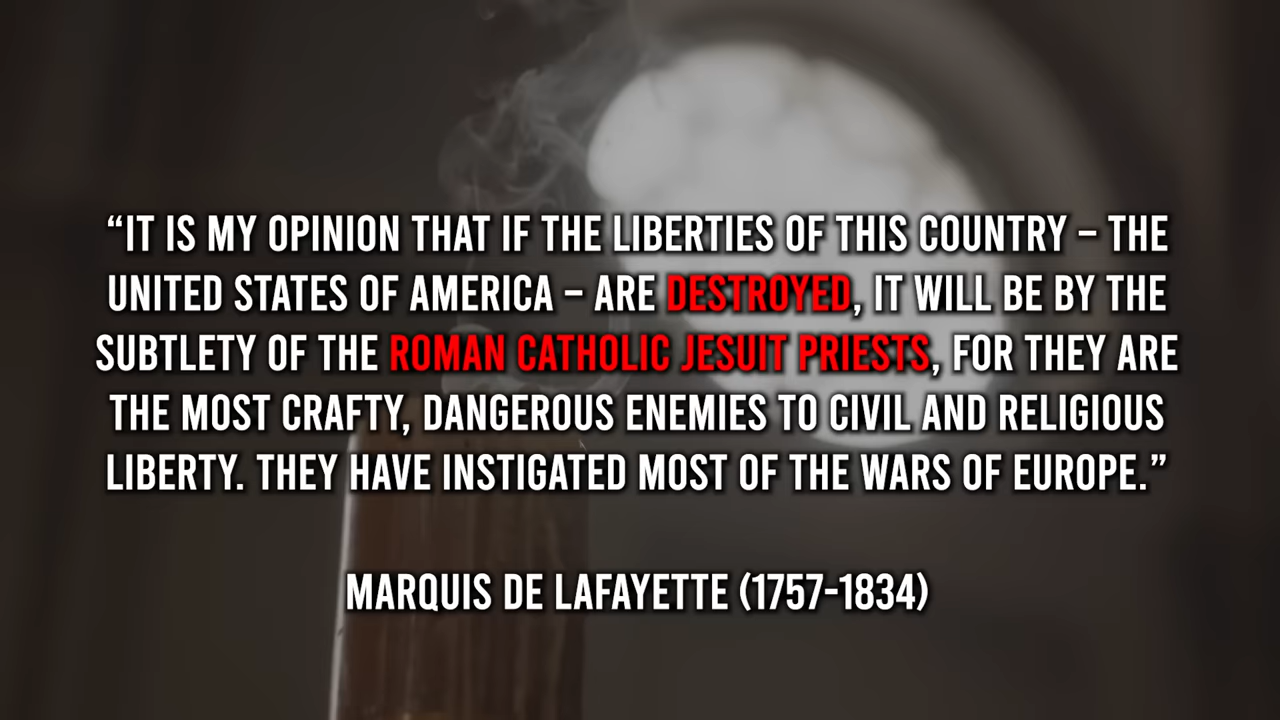 “IT IS MY OPINION THAT IF THE LIBERTIES OF THIS COUNTRY – THE
UNITED STATES OF AMERICA – ARE DESTROYED, IT WILL BE BY THE
SUBTLETY OF THE ROMAN CATHOLIC JESUIT PRIESTS, FOR THEY ARE
THE MOST CRAFTY, DANGEROUS ENEMIES TO CIVIL AND RELIGIOUS
LIBERTY. THEY HAVE INSTIGATED MOST OF THE WARS OF EUROPE.”
MARQUIS DE LAFAYETTE (1757-1834)